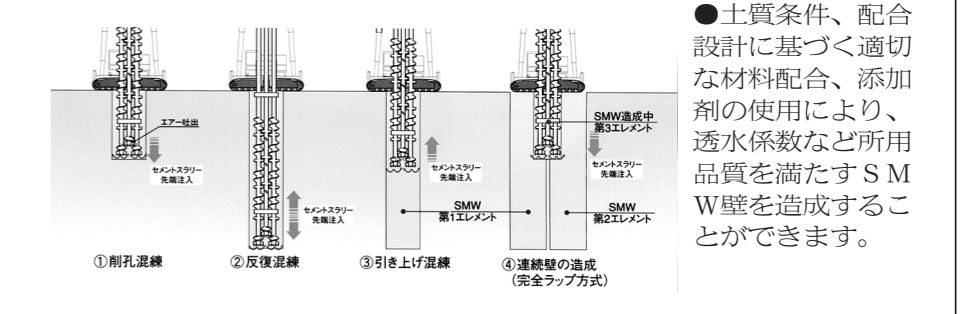 エアー吐出
セメントスラリー
先端注入
①削孔混練
セメントスラリー
先端注入
②反復混練
セメントスラリー
先端注入
SMW
第1エレメント
③引き上げ混練
SMW造成中
第3エレメント
セメントスラリー
先端注入
SMW
第2エレメント
④連続壁の造成
(完全ラップ方式)
●土質条件、配合
設計に基づく適切
な材料配合、添加
剤の使用により、
透水係数など所用
品質を満たすＳＭ
Ｗ壁を造成するこ
とができます。